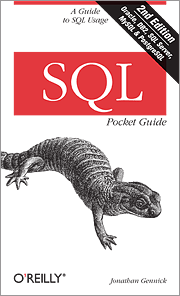 A Guide
to SQL Usage
2nd Edition
Oracle, DB2, SQL Server,
MySQL & PostgreSQL
SQL
Pocket Guide
O'REILLY®
Jonathan Gennick